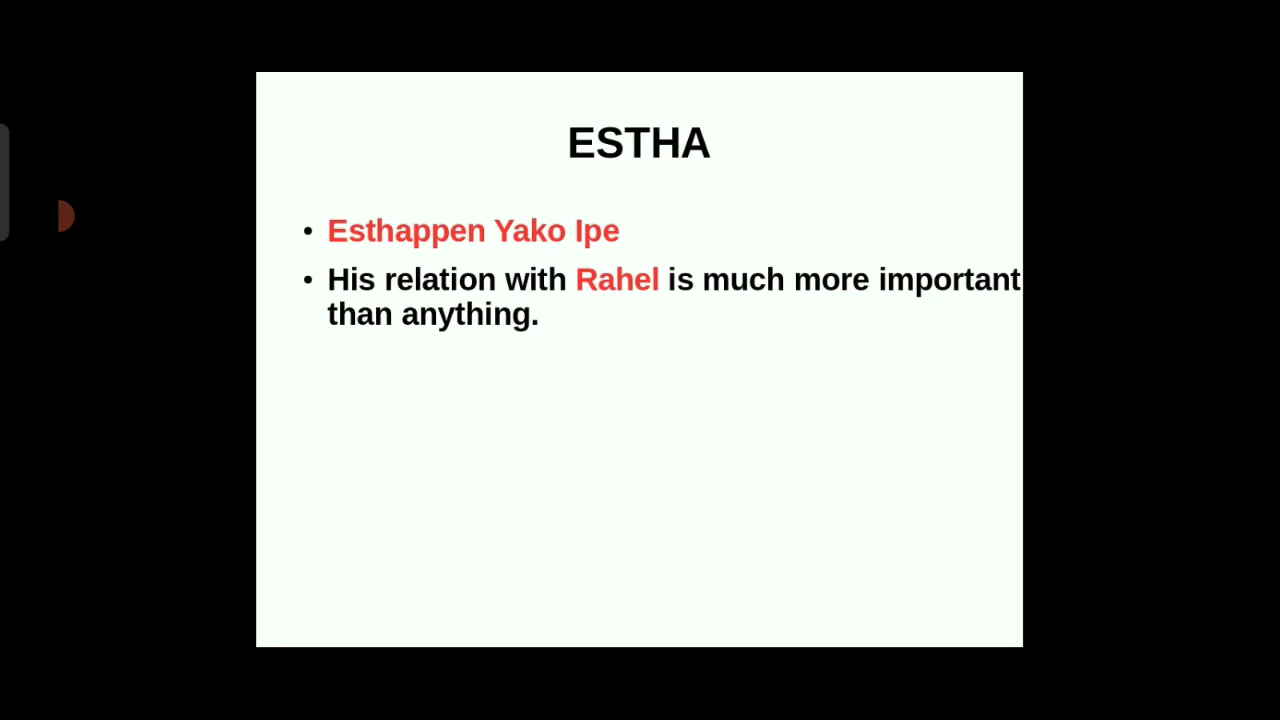 ESTHA
• Esthappen Yako Ipe
• His relation with Rahel is much more important
than anything.